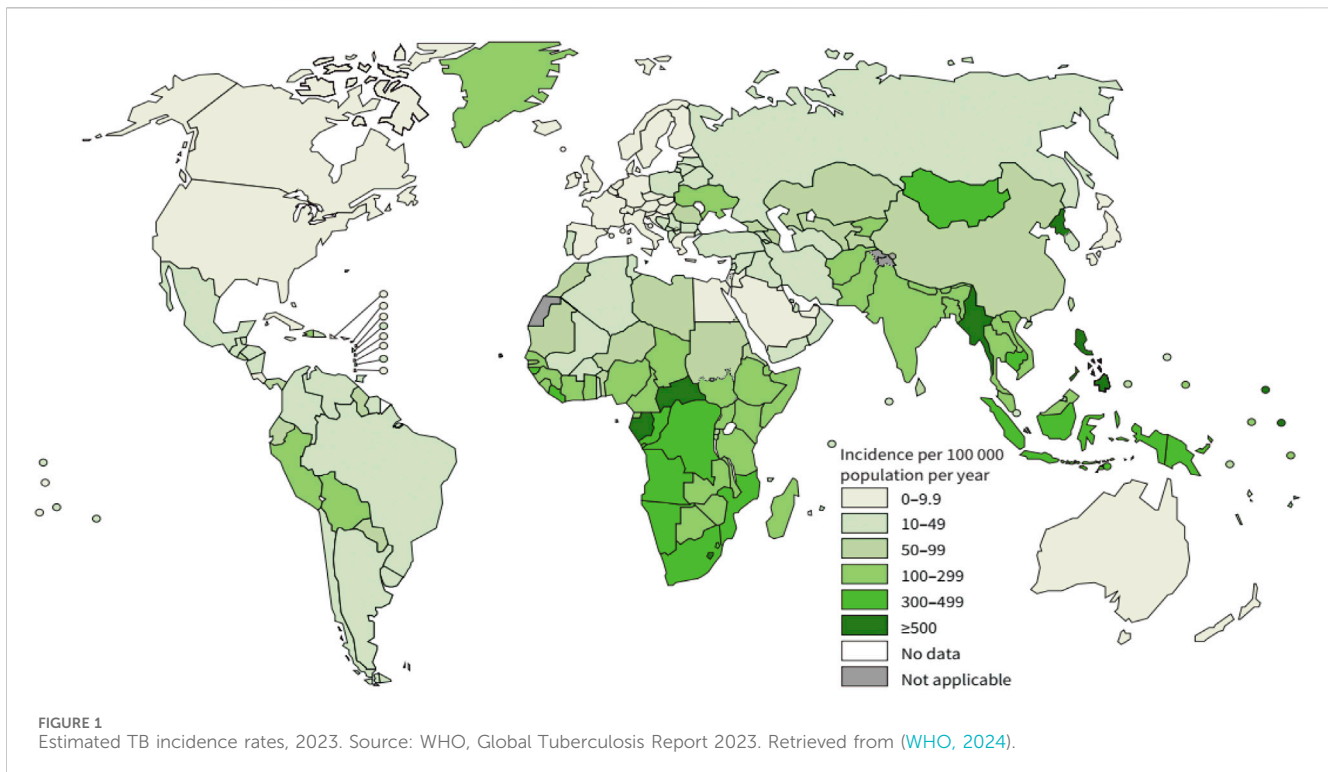 Incidence per 100 000
population per year
0–9.9
10–49
50–99
100–299
300–499
≥500
No data
Not applicable
FIGURE 1
Estimated TB incidence rates, 2023. Source: WHO, Global Tuberculosis Report 2023. Retrieved from (WHO, 2024).